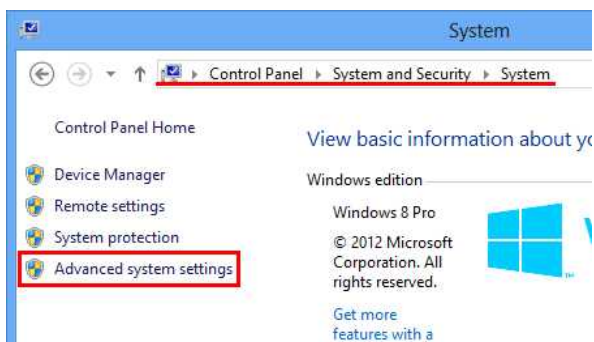 System
Control Panel ▸ System and Security ▸ System
Control Panel Home
Device Manager
Remote settings
System protection
Advanced system settings
View basic information about yo
Windows edition
Windows 8 Pro
© 2012 Microsoft
Corporation. All
rights reserved.
Get more
features with a